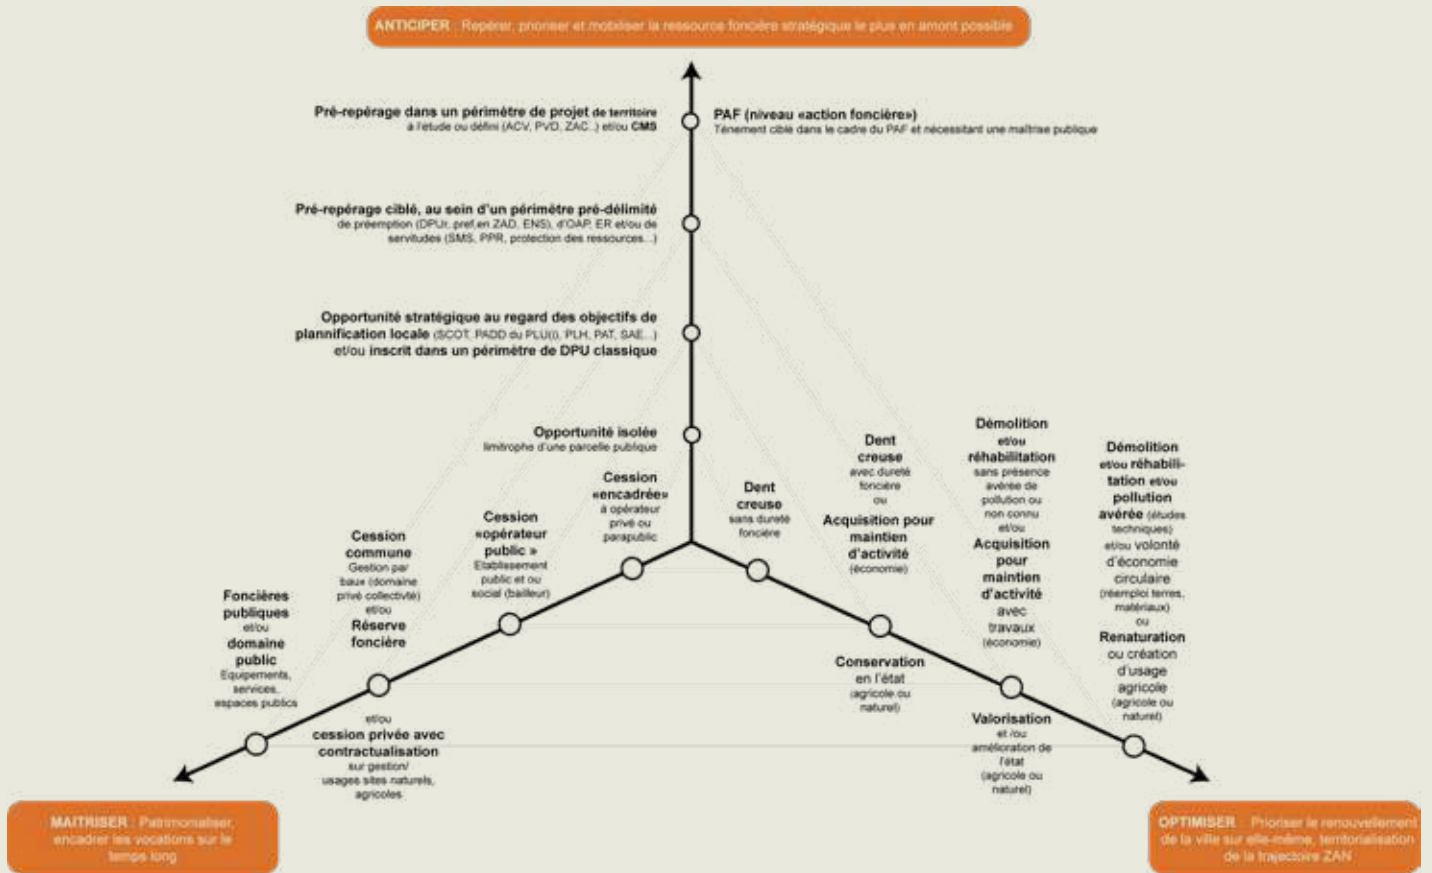 ANTICIPER : Repérer, prioriser et mobiliser la ressource foncière stratégique le plus en amont possible
Pré-repérage dans un périmètre de projet de territoire
à l'étude ou défini (ACV, PVD, ZAC...) et/ou CMS
PAF (niveau «action foncière»)
Ténement ciblé dans le cadre du PAF et nécessitant une maîtrise publique
Pré-repérage ciblé, au sein d'un périmètre pré-délimité
de préemption (DPUr, pref.en ZAD, ENS), d'OAP, ER et/ou de
servitudes (SMS, PPR, protection des ressources...)
Opportunité stratégique au regard des objectifs de
plannification locale (SCOT, PADD du PLU(i), PLH, PAT, SAE...)
et/ou inscrit dans un périmètre de DPU classique
Opportunité isolée
limitrophe d'une parcelle publique
Cession
«encadrée»
à opérateur
privé ou
parapublic
Cession
«opérateur
public »
Etablissement
public et ou
social (bailleur)
Cession
commune
Gestion par
baux (domaine
privé collectivté)
et/ou
Réserve
foncière
et/ou
cession privée avec
contractualisation
sur gestion/
usages sites naturels,
agricoles
Foncières
publiques
et/ou
domaine
public
Equipements,
services,
espaces publics
Dent
creuse
sans dureté
foncière
Dent
creuse
avec dureté
foncière
ou
Acquisition pour
maintien
d'activité
(économie)
Conservation
en l'état
(agricole ou
naturel)
Démolition
et/ou
réhabilitation
sans présence
avérée de
pollution ou
non connu
et/ou
Acquisition
pour
maintien
d'activité
avec
travaux
(économie)
Valorisation
et /ou
amélioration de
l'état
(agricole ou
naturel)
Démolition
et/ou réhabili-
tation et/ou
pollution
avérée (études
techniques)
et/ou volonté
d'économie
circulaire
(réemploi terres,
matériaux)
ou
Renaturation
ou création
d'usage
agricole
(agricole ou
naturel)
MAITRISER : Patrimonialiser,
encadrer les vocations sur le
temps long
OPTIMISER : Prioriser le renouvellement
de la ville sur elle-même, territorialisation
de la trajectoire ZAN